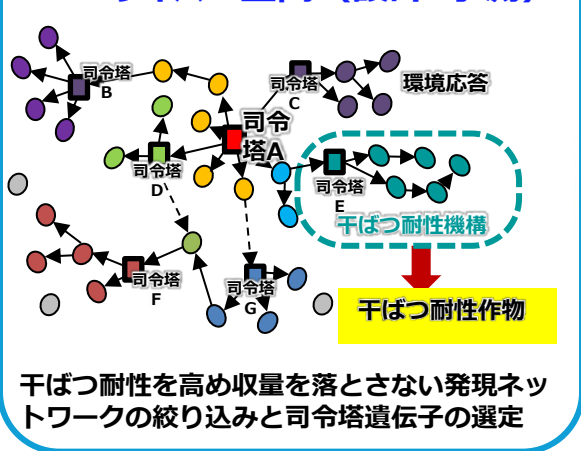 司令塔
B
司令塔
C
環境応答
司令
塔A
司令塔
D
司令塔
E
干ばつ耐性機構
司令塔
F
司令塔
G
干ばつ耐性作物
干ばつ耐性を高め収量を落とさない発現ネッ
トワークの絞り込みと司令塔遺伝子の選定